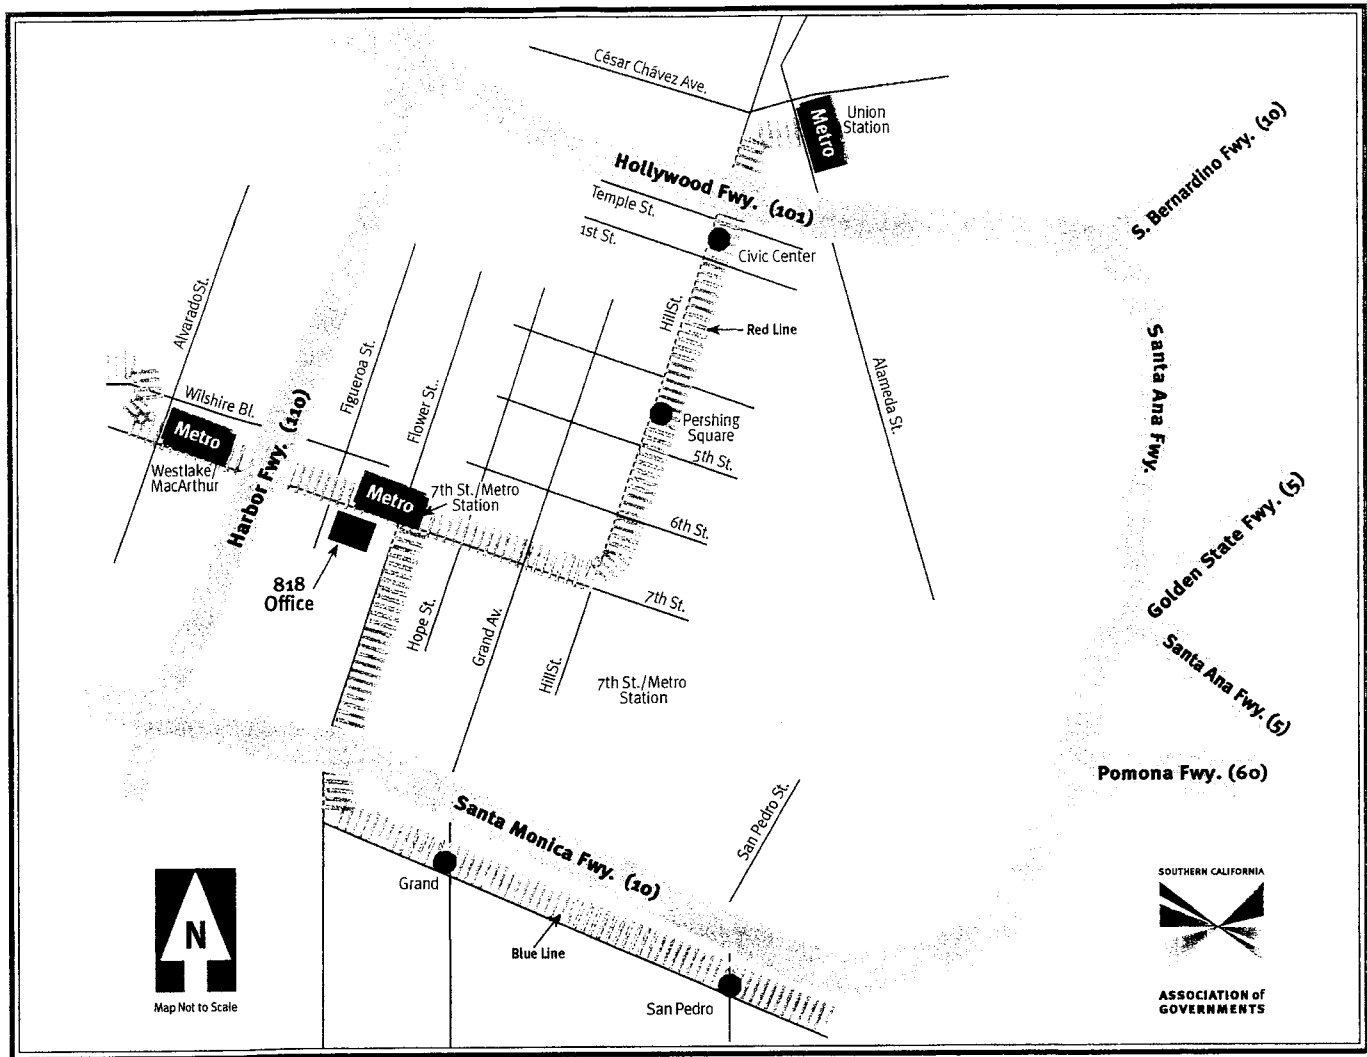 César Chávez Ave.
Metro
Union
Station
S. Bernardino Fwy. (10)
Hollywood Fwy. (101)
Temple St.
1st St.
Civic Center
Alvarado St.
Hill St.
Red Line
Santa Ana Fwy.
Figueroa St.
Flower St.
Alameda St.
Wilshire Bl.
Metro
Westlake/
MacArthur
Harbor Fwy. (110)
Pershing
Square
5th St.
Metro
7th St./Metro
Station
6th St.
Golden State Fwy. (5)
818
Office
7th St.
Hope St.
Grand Av.
Hill St.
7th St./Metro
Station
Santa Ana Fwy. (5)
Pomona Fwy. (60)
Santa Monica Fwy. (10)
San Pedro St.
Grand
Blue Line
San Pedro
N
Map Not to Scale
SOUTHERN CALIFORNIA
ASSOCIATION of
GOVERNMENTS